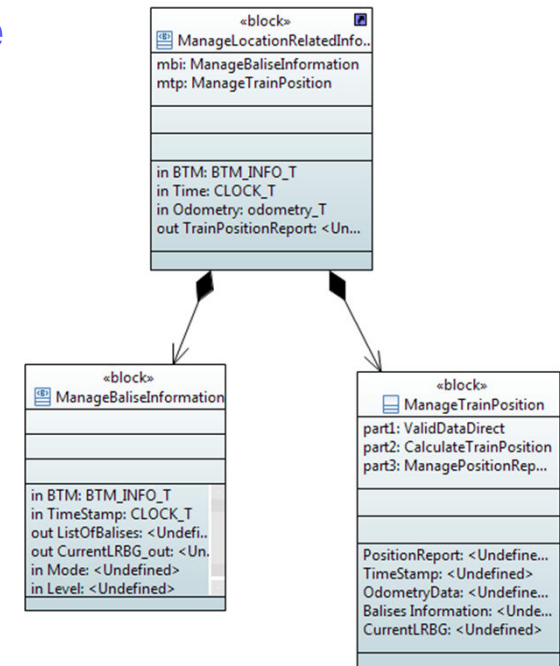 e
«block»
ManageLocationRelatedInfo..
mbi: ManageBaliseInformation
mtp: ManageTrainPosition
in BTM: BTM_INFO_T
in Time: CLOCK_T
in Odometry: odometry_T
out TrainPositionReport: <Un...
«block»
ManageBaliseInformation
in BTM: BTM_INFO_T
in TimeStamp: CLOCK_T
out ListOfBalises: <Undefi..
out CurrentLRBG_out: <Un.
in Mode: <Undefined>
in Level: <Undefined>
«block»
ManageTrainPosition
part1: ValidDataDirect
part2: CalculateTrainPosition
part3: ManagePositionRep...
PositionReport: <Undefine...
TimeStamp: <Undefined>
OdometryData: <Undefine...
Balises Information: <Unde...
CurrentLRBG: <Undefined>